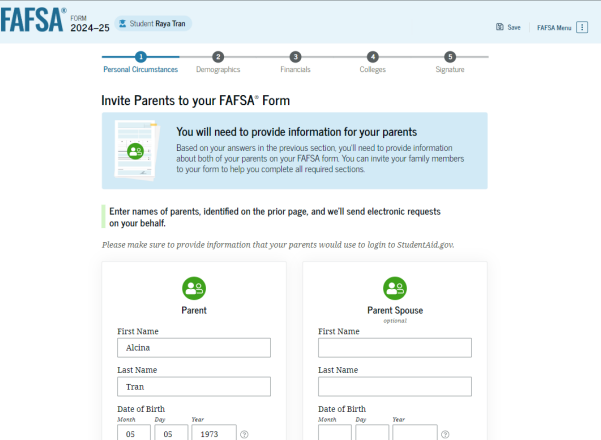 FAFSA®
FORM
2024–25
Student Raya Tran
Save
FAFSA Menu
1 2 3 4 5
Personal Circumstances Demographics Financials Colleges Signature
Invite Parents to your FAFSA® Form
You will need to provide information for your parents
Based on your answers in the previous section, you'll need to provide information
about both of your parents on your FAFSA form. You can invite your family members
to your form to help you complete all required sections.
Enter names of parents, identified on the prior page, and we'll send electronic requests
on your behalf.
Please make sure to provide information that your parents would use to login to StudentAid.gov.
Parent
First Name
Alcina
Last Name
Tran
Date of Birth
Month Day Year
05 05 1973 ?
Parent Spouse
optional
First Name
Last Name
Date of Birth
Month Day Year
?